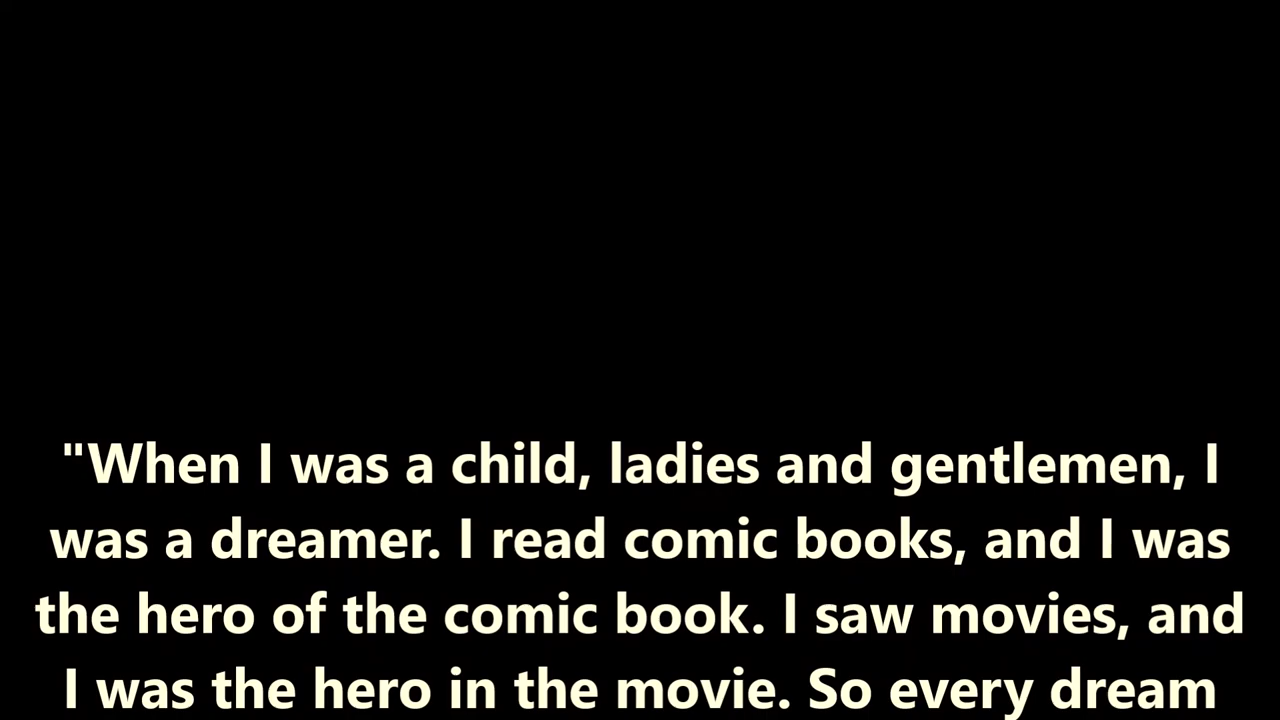 "When I was a child, ladies and gentlemen, I
was a dreamer. I read comic books, and I was
the hero of the comic book. I saw movies, and
I was the hero in the movie. So every dream